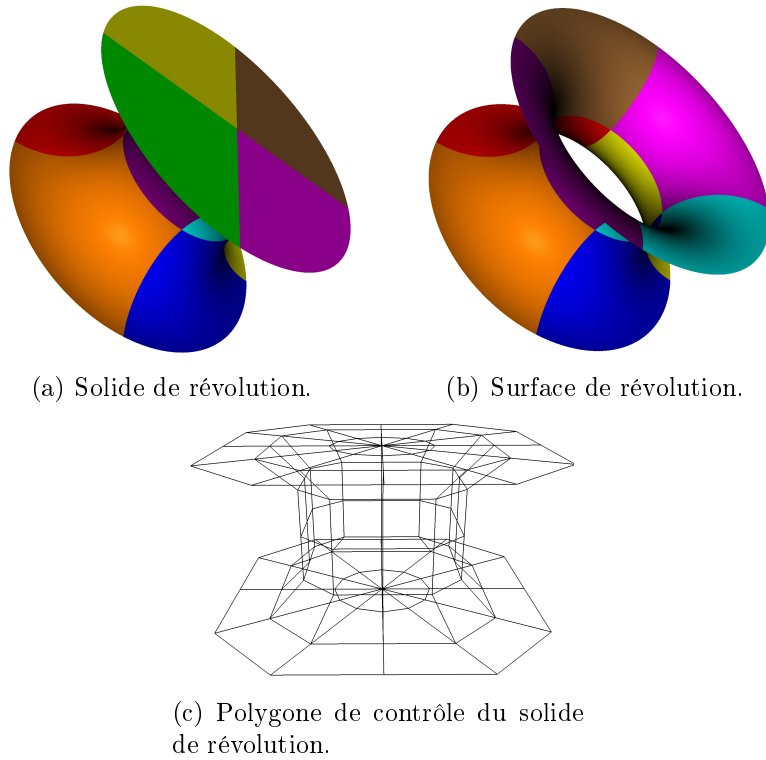 (a) Solide de révolution.
(b) Surface de révolution.
(c) Polygone de contrôle du solide
de révolution.